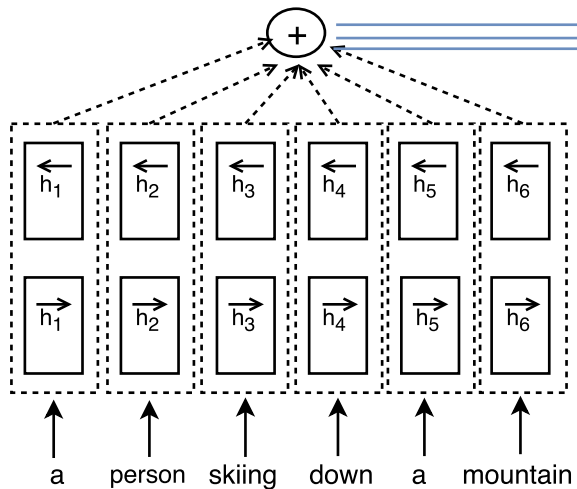 +
h₁ h₂ h₃ h₄ h₅ h₆
h₁ h₂ h₃ h₄ h₅ h₆
a person skiing down a mountain